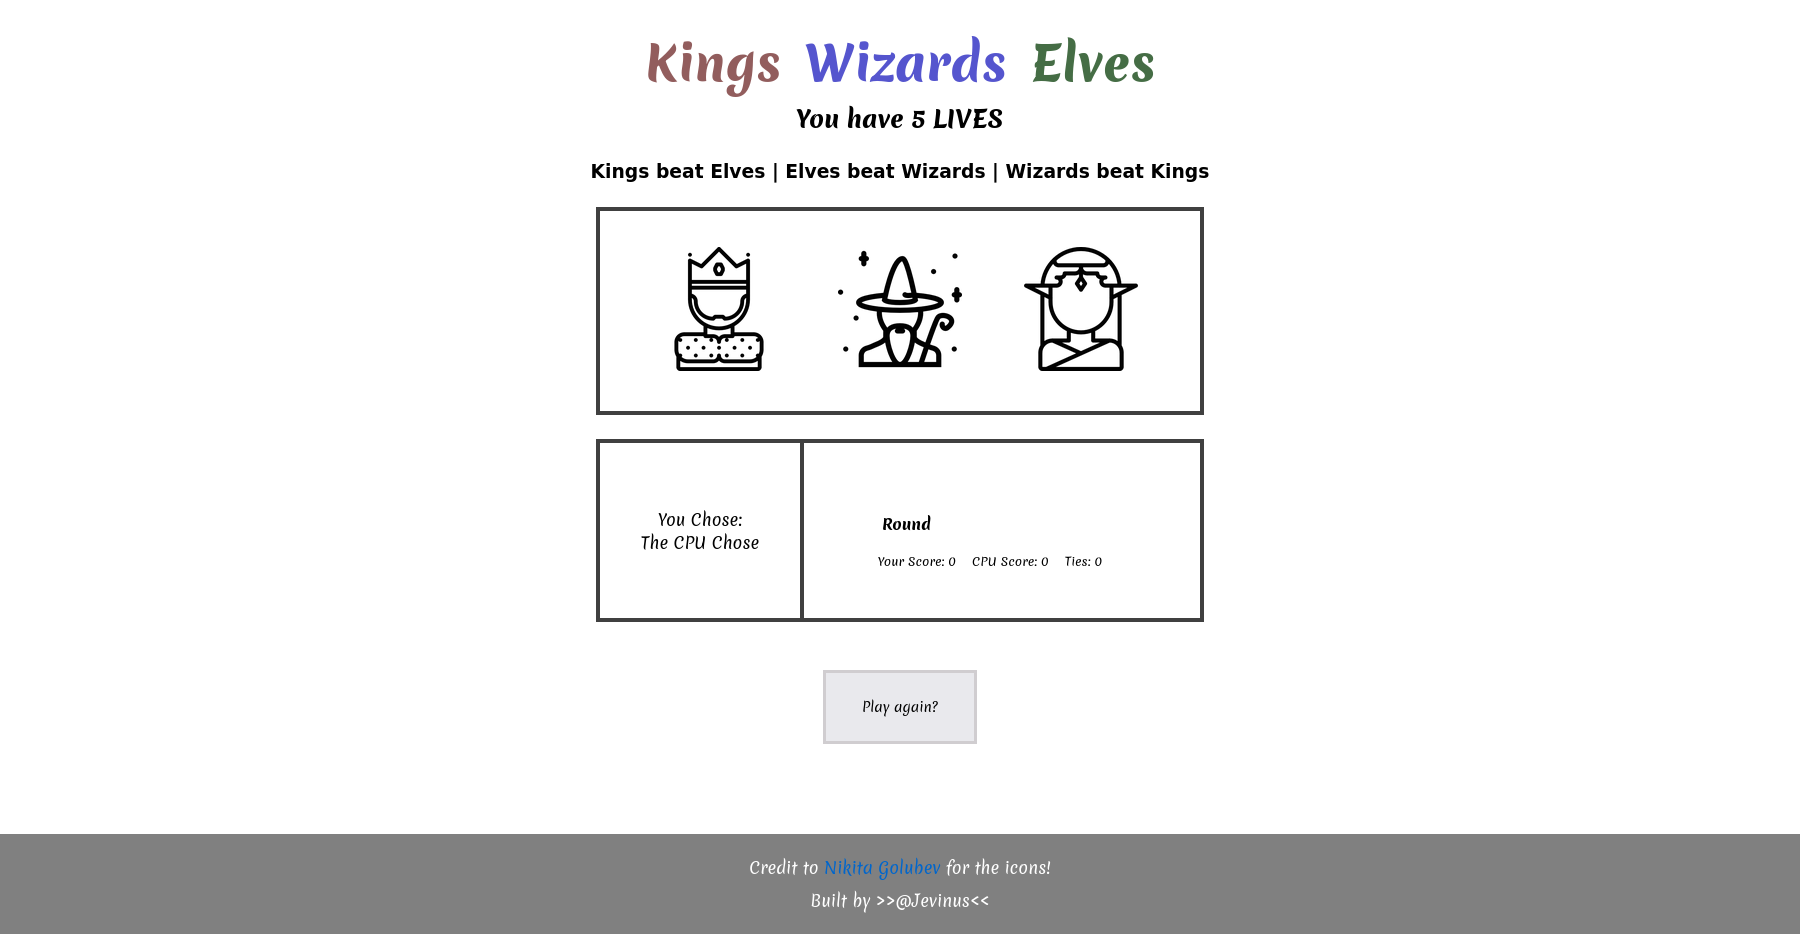 Kings Wizards Elves
You have 5 LIVES
Kings beat Elves | Elves beat Wizards | Wizards beat Kings
You Chose:
The CPU Chose
Round
Your Score: 0 CPU Score: 0 Ties: 0
Play again?
Credit to Nikita Golubev for the icons!
Built by >>@Jevinus<<